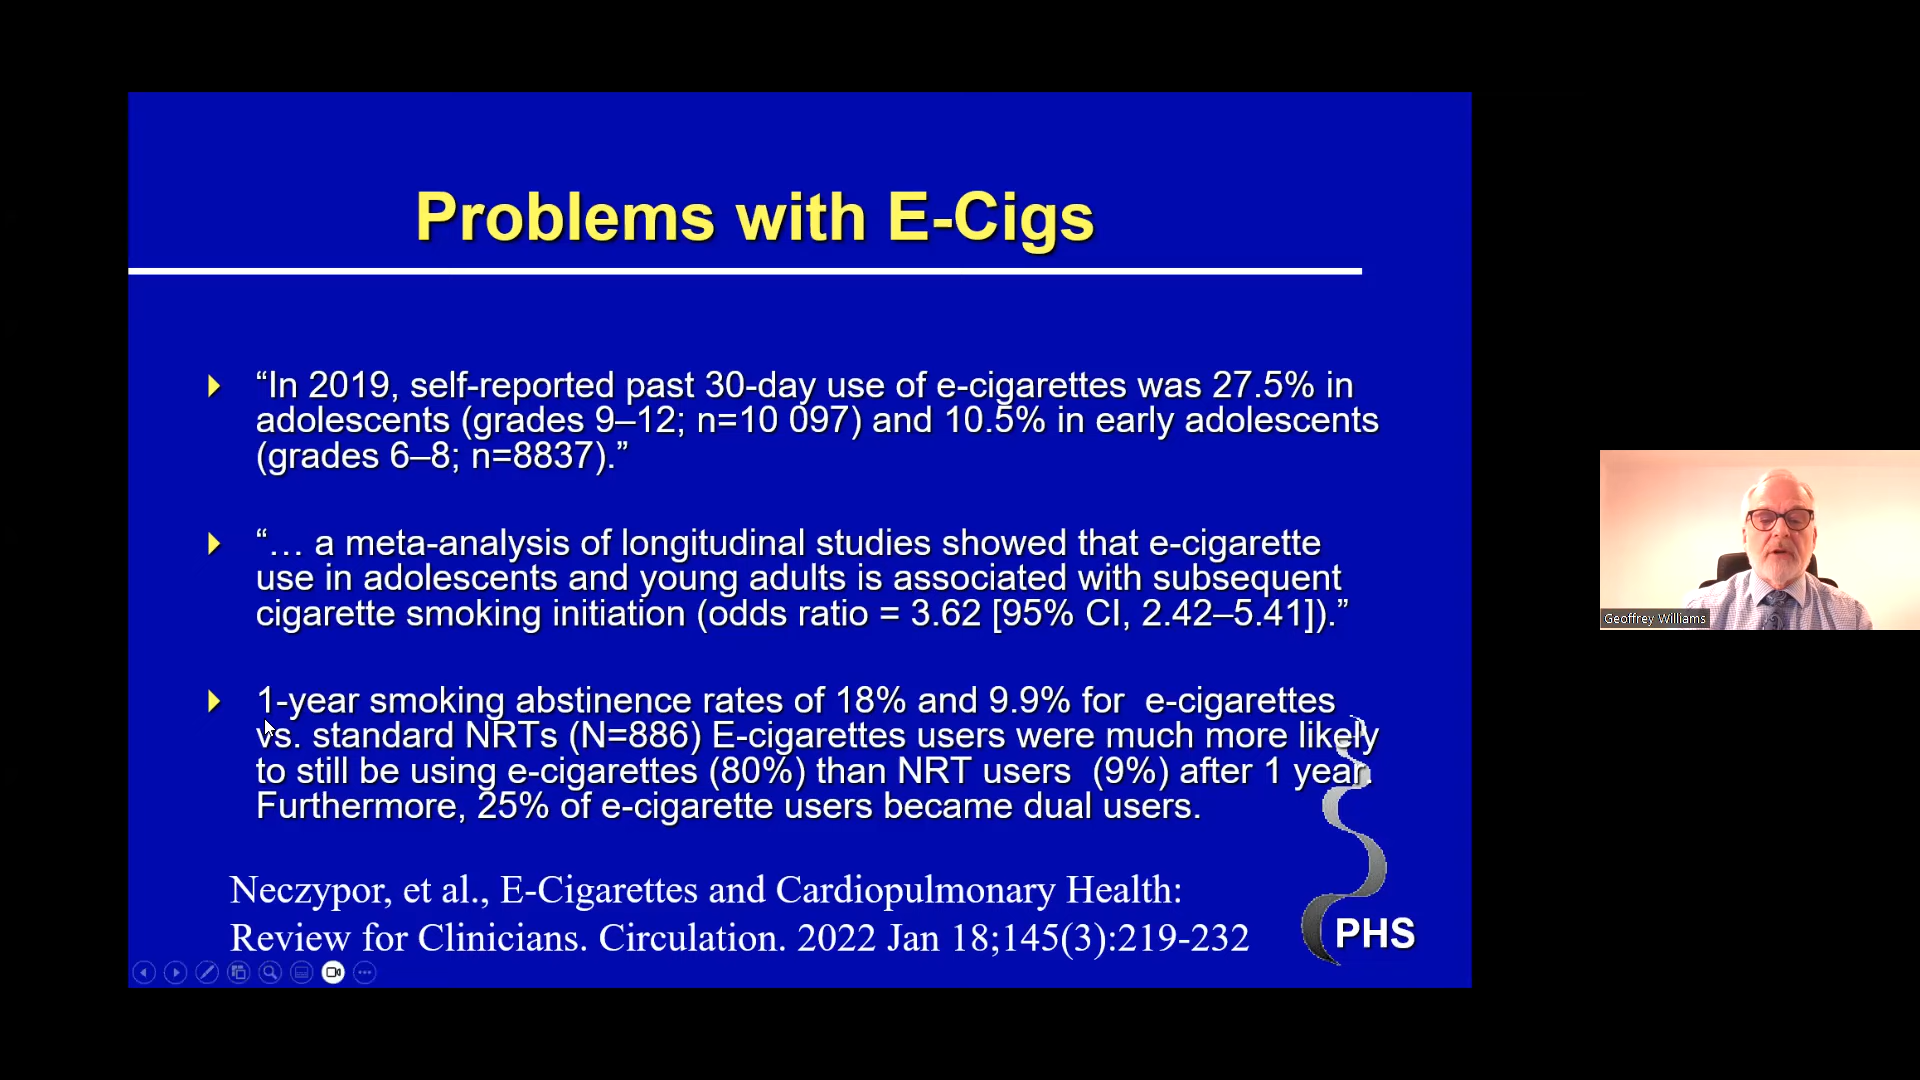 Problems with E-Cigs
“In 2019, self-reported past 30-day use of e-cigarettes was 27.5% in
adolescents (grades 9–12; n=10 097) and 10.5% in early adolescents
(grades 6–8; n=8837).”
“… a meta-analysis of longitudinal studies showed that e-cigarette
use in adolescents and young adults is associated with subsequent
cigarette smoking initiation (odds ratio = 3.62 [95% CI, 2.42–5.41]).”
1-year smoking abstinence rates of 18% and 9.9% for e-cigarettes
vs. standard NRTs (N=886) E-cigarettes users were much more likely
to still be using e-cigarettes (80%) than NRT users (9%) after 1 year.
Furthermore, 25% of e-cigarette users became dual users.
Neczypor, et al., E-Cigarettes and Cardiopulmonary Health:
Review for Clinicians. Circulation. 2022 Jan 18;145(3):219-232
PHS
Geoffrey Williams